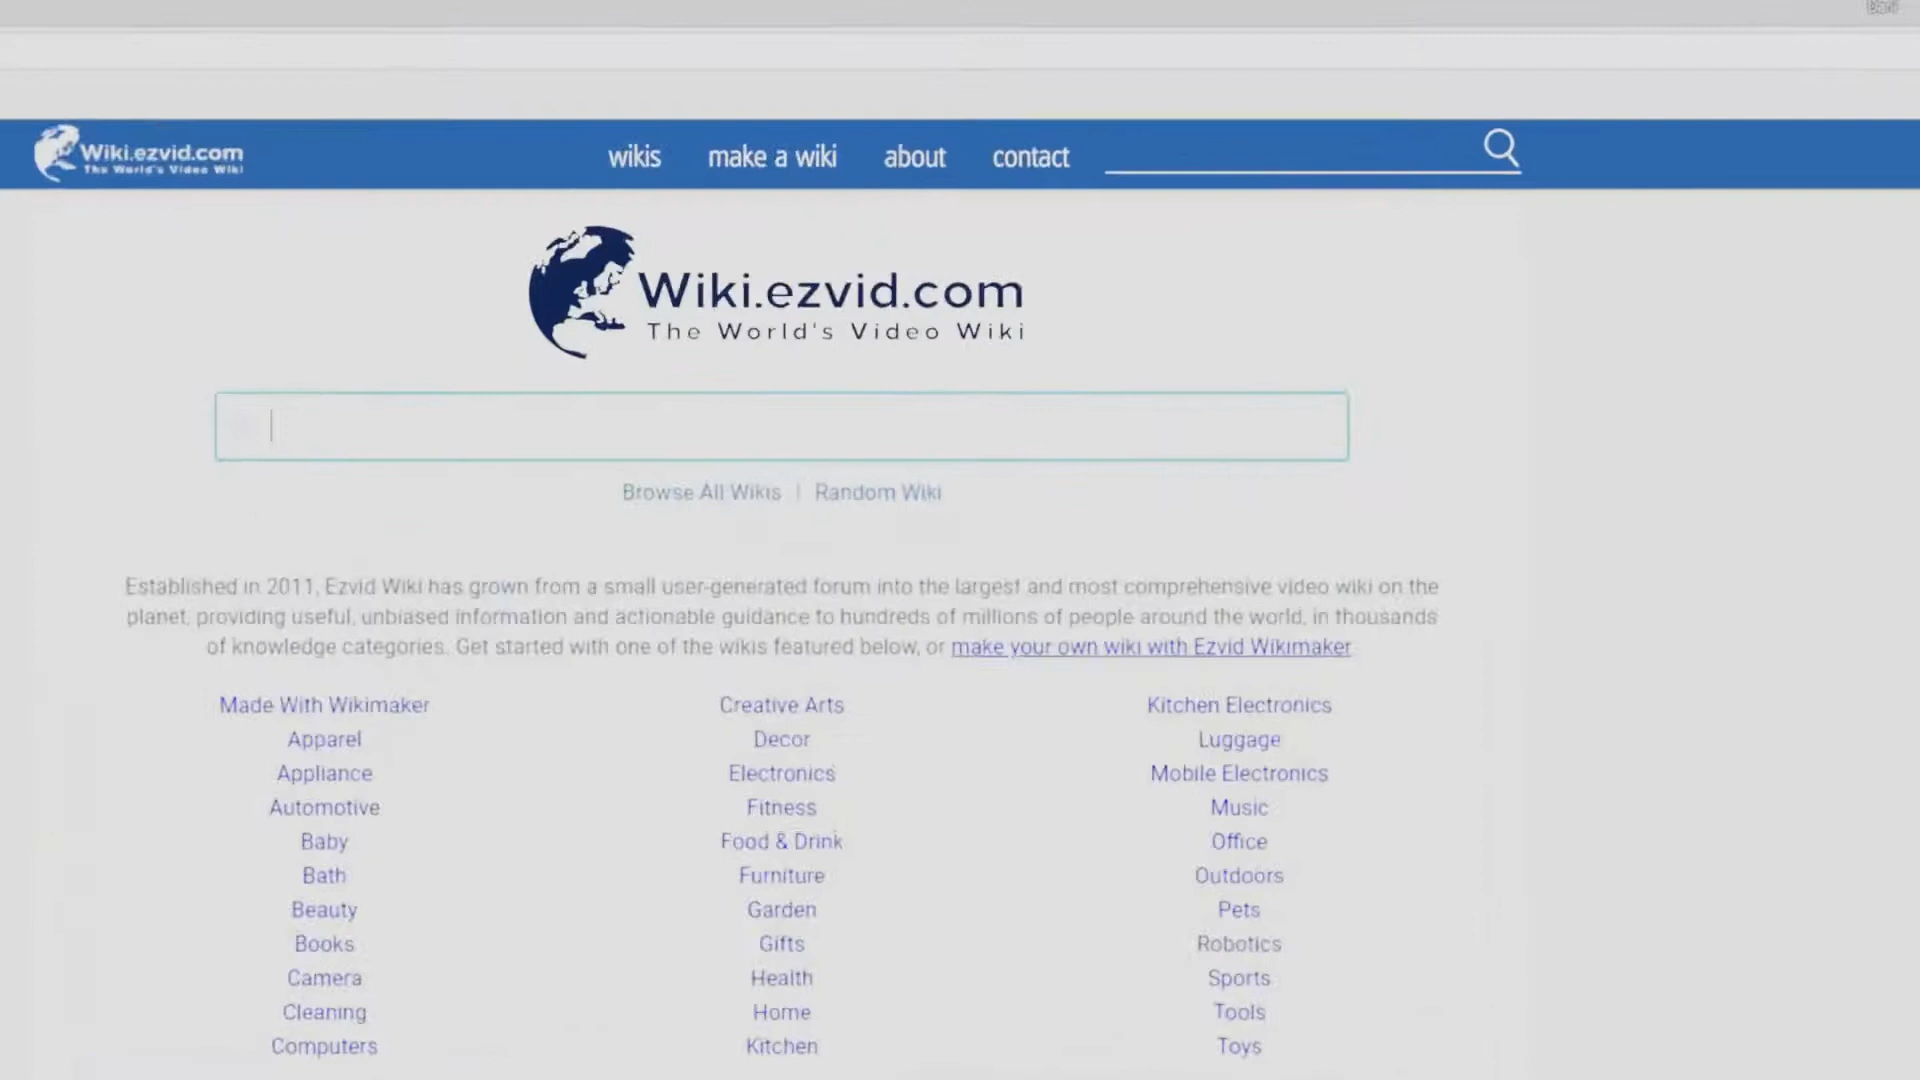 Wiki.ezvid.com
The World's Video Wiki
wikis make a wiki about contact
Wiki.ezvid.com
The World's Video Wiki
Browse All Wikis | Random Wiki
Established in 2011, Ezvid Wiki has grown from a small user-generated forum into the largest and most comprehensive video wiki on the
planet, providing useful, unbiased information and actionable guidance to hundreds of millions of people around the world, in thousands
of knowledge categories. Get started with one of the wikis featured below, or make your own wiki with Ezvid Wikimaker
Made With Wikimaker
Apparel
Appliance
Automotive
Baby
Bath
Beauty
Books
Camera
Cleaning
Computers
Creative Arts
Decor
Electronics
Fitness
Food & Drink
Furniture
Garden
Gifts
Health
Home
Kitchen
Kitchen Electronics
Luggage
Mobile Electronics
Music
Office
Outdoors
Pets
Robotics
Sports
Tools
Toys